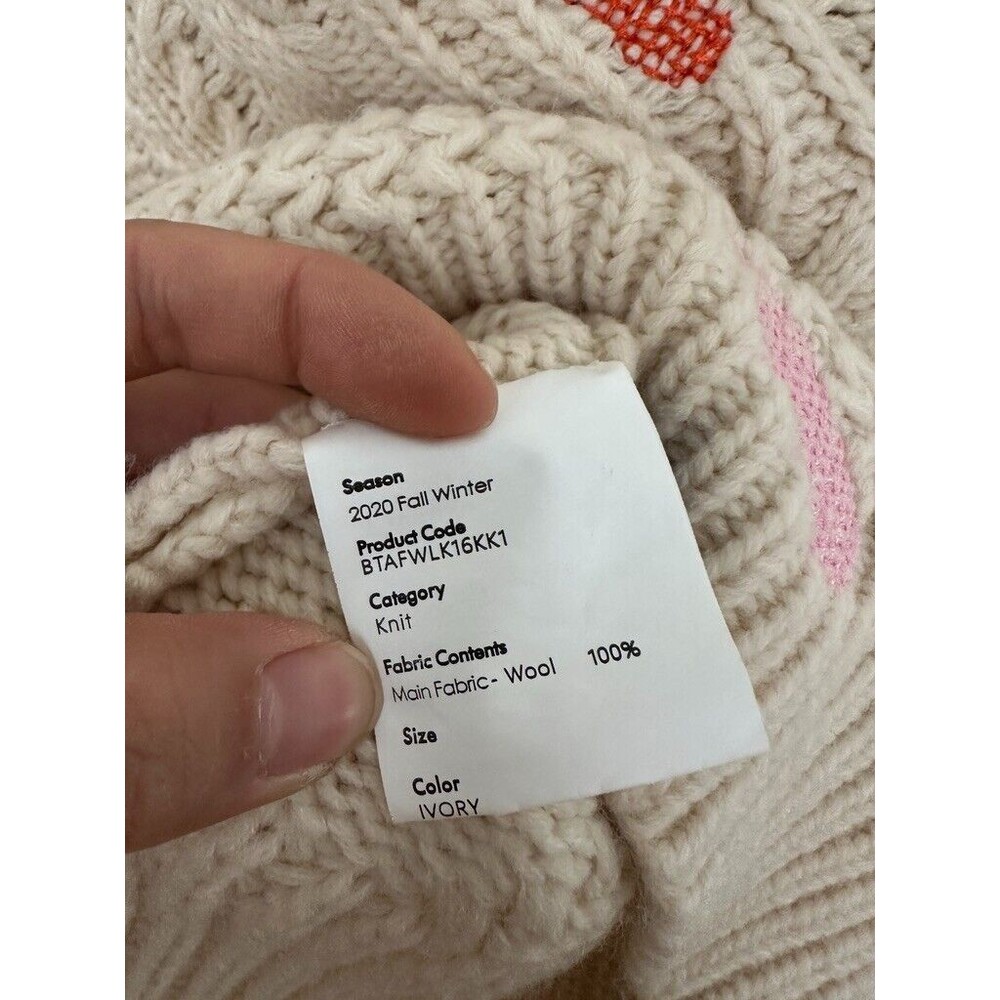 Season
2020 Fall Winter
Product Code
BTAFWLK16KK1
Category
Knit
Fabric Contents
Main Fabric- Wool 100%
Size
Color
IVORY